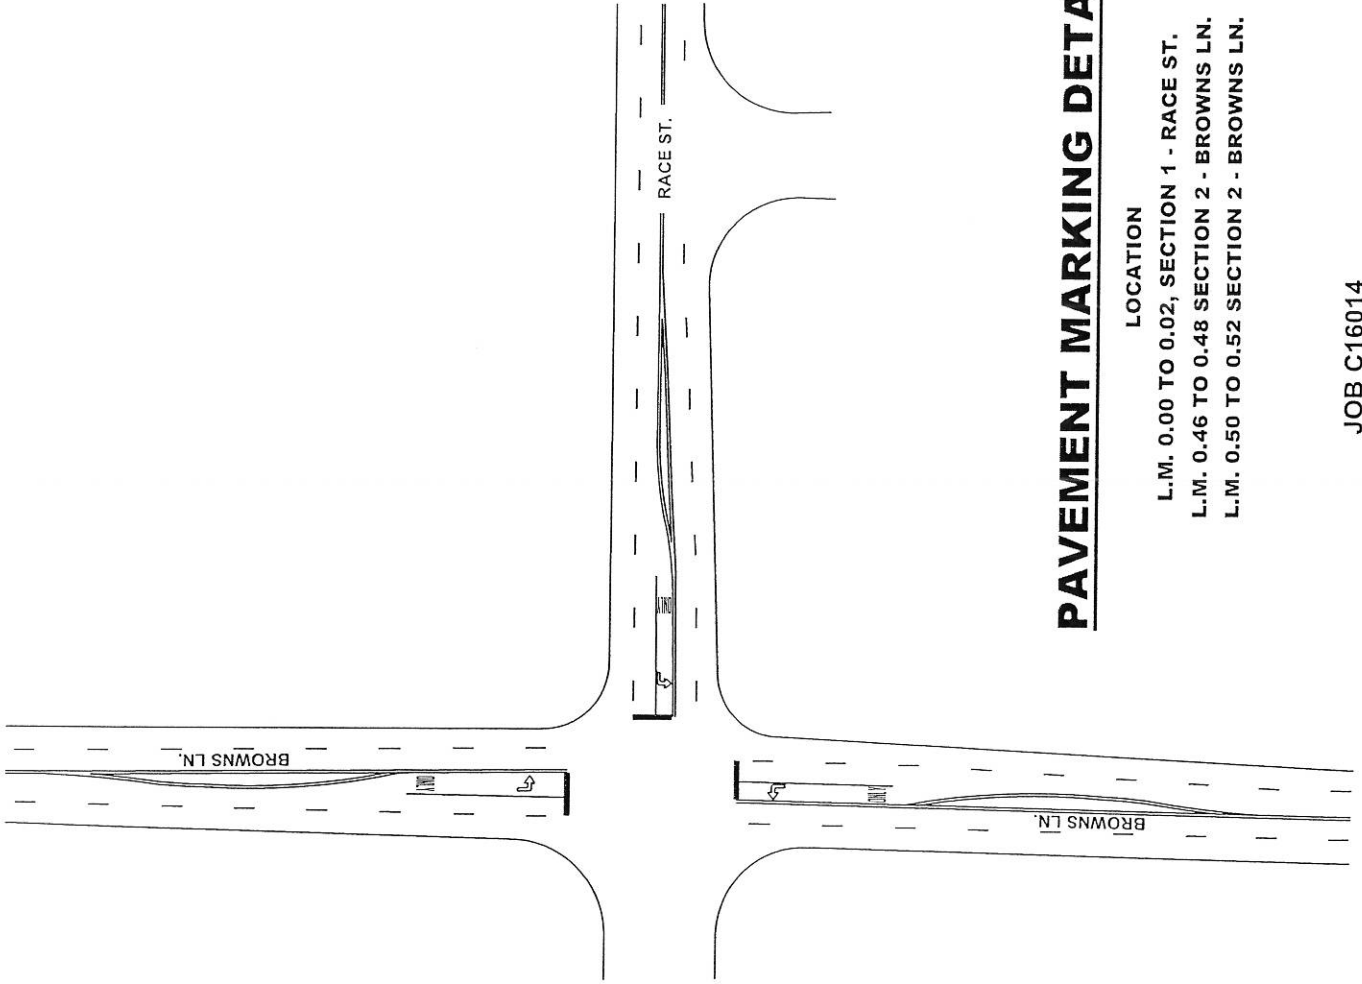 PAVEMENT MARKING DETA
LOCATION
L.M. 0.00 TO 0.02, SECTION 1 - RACE ST.
L.M. 0.46 TO 0.48 SECTION 2 - BROWNS LN.
L.M. 0.50 TO 0.52 SECTION 2 - BROWNS LN.
JOB C16014
RACE ST.
ONLY
BROWNS LN.
ONLY
ONLY
BROWNS LN.